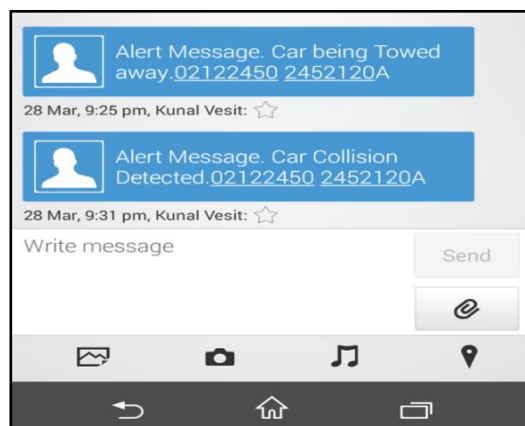 Alert Message. Car being Towed
away.02122450 2452120A
28 Mar, 9:25 pm, Kunal Vesit:
Alert Message. Car Collision
Detected.02122450 2452120A
28 Mar, 9:31 pm, Kunal Vesit:
Write message
Send